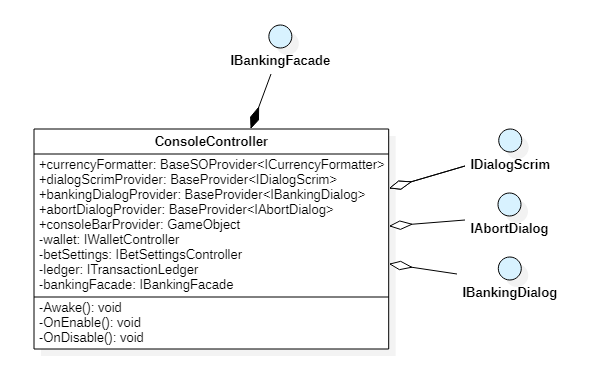 IBankingFacade
ConsoleController
+currencyFormatter: BaseSOProvider<ICurrencyFormatter>
+dialogScrimProvider: BaseProvider<IDialogScrim>
+bankingDialogProvider: BaseProvider<IBankingDialog>
+abortDialogProvider: BaseProvider<IAbortDialog>
+consoleBarProvider: GameObject
-wallet: IWalletController
-betSettings: IBetSettingsController
-ledger: ITransactionLedger
-bankingFacade: IBankingFacade
-Awake(): void
-OnEnable(): void
-OnDisable(): void
IDialogScrim
IAbortDialog
IBankingDialog